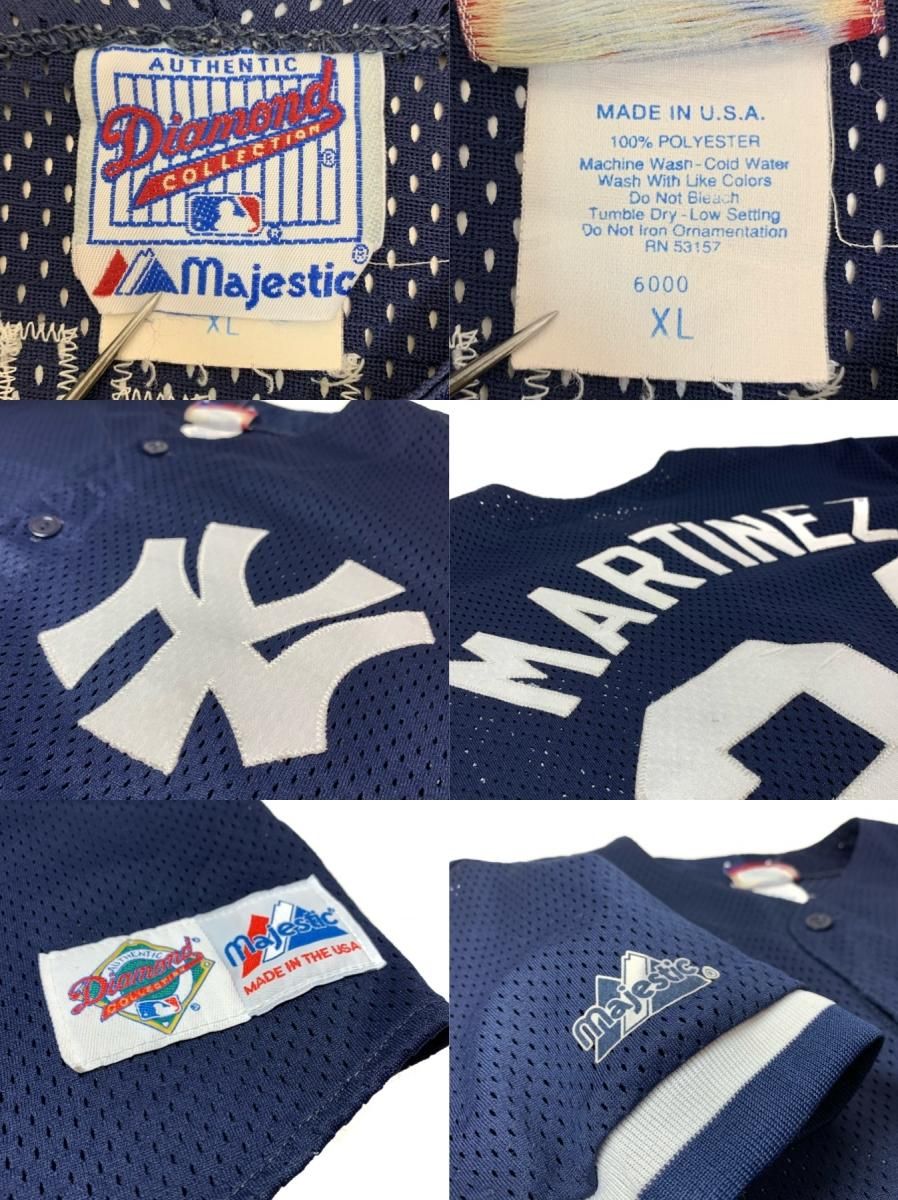 AUTHENTIC
Diamond
COLLECTION
®
®
Majestic®
XL
MADE IN U.S.A.
100% POLYESTER
Machine Wash-Cold Water
Wash With Like Colors
Do Not Bleach
Tumble Dry-Low Setting
Do Not Iron Ornamentation
RN 53157
6000
XL
NY
MARTINEZ
AUTHENTIC
Diamond®
COLLECTION
®
Majestic®
MADE IN THE USA
Majestic®